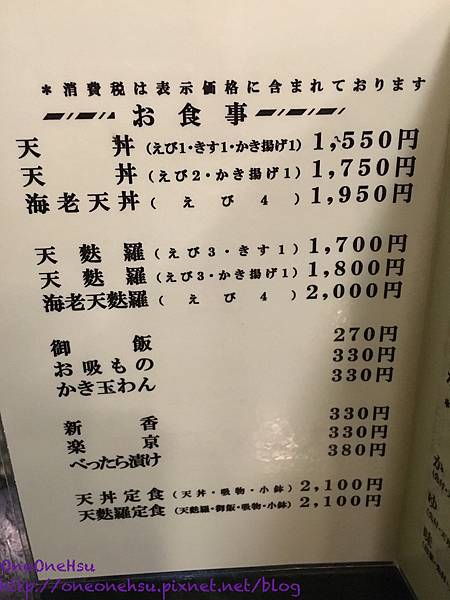 *消費税は表示価格に含まれております
お食事
天丼(えび1・きす1・かき揚げ1) 1,550円
天丼(えび2・かき揚げ1) 1,750円
海老天丼(えび4) 1,950円
天麩羅(えび3・きす1) 1,700円
天麩羅(えび3・かき揚げ1) 1,800円
海老天麩羅(えび4) 2,000円
御飯 270円
お吸もの 330円
かき玉わん 330円
新香 330円
楽京 330円
べったら漬け 380円
天丼定食(天丼・吸物・小鉢) 2,100円
天麩羅定食(天麩羅・御飯・吸物・小鉢) 2,100円
OneOneHsu
http://oneonehsu.pixnet.net/blog